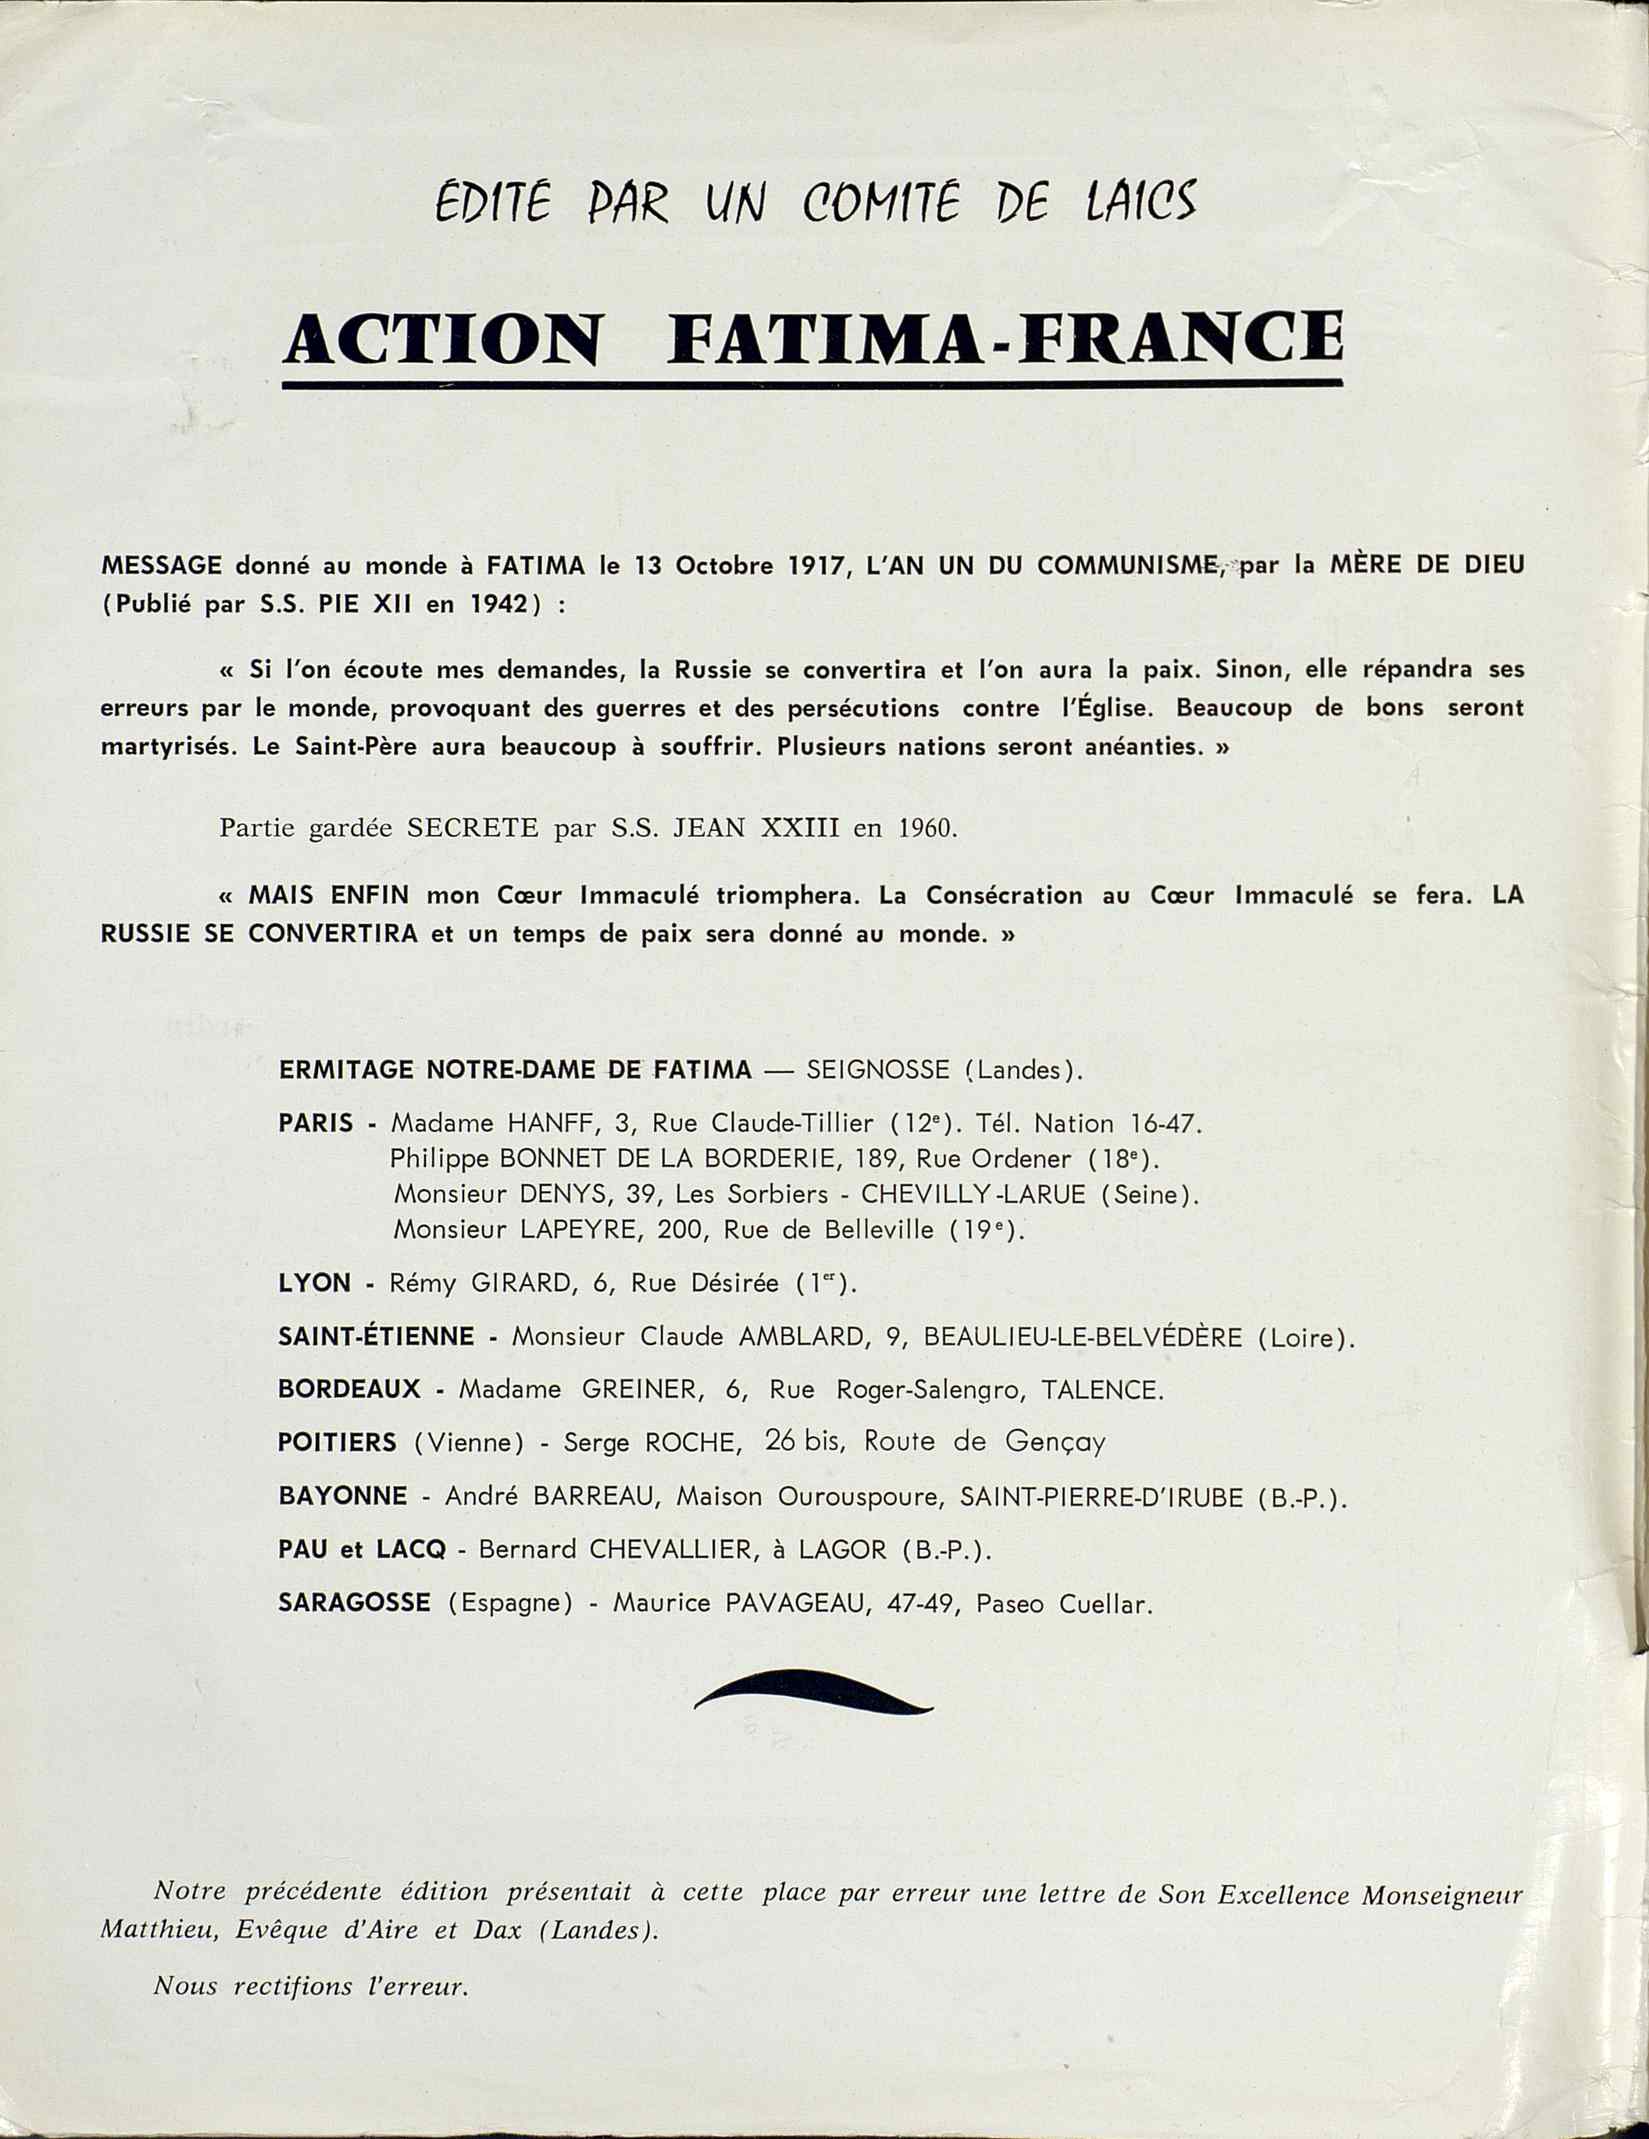 ÉDITÉ PAR UN COMITÉ DE LAICS
ACTION FATIMA-FRANCE
MESSAGE donné au monde à FATIMA le 13 Octobre 1917, L'AN UN DU COMMUNISME, par la MÈRE DE DIEU
(Publié par S.S. PIE XII en 1942) :
« Si l'on écoute mes demandes, la Russie se convertira et l'on aura la paix. Sinon, elle répandra ses
erreurs par le monde, provoquant des guerres et des persécutions contre l'Église. Beaucoup de bons seront
martyrisés. Le Saint-Père aura beaucoup à souffrir. Plusieurs nations seront anéanties. »
Partie gardée SECRETE par S.S. JEAN XXIII en 1960.
« MAIS ENFIN mon Cœur Immaculé triomphera. La Consécration au Cœur Immaculé se fera. LA
RUSSIE SE CONVERTIRA et un temps de paix sera donné au monde. »
ERMITAGE NOTRE-DAME DE FATIMA — SEIGNOSSE (Landes).
PARIS - Madame HANFF, 3, Rue Claude-Tillier (12e). Tél. Nation 16-47.
Philippe BONNET DE LA BORDERIE, 189, Rue Ordener (18e).
Monsieur DENYS, 39, Les Sorbiers - CHEVILLY-LARUE (Seine).
Monsieur LAPEYRE, 200, Rue de Belleville (19e).
LYON - Rémy GIRARD, 6, Rue Désirée (1er).
SAINT-ÉTIENNE - Monsieur Claude AMBLARD, 9, BEAULIEU-LE-BELVÉDÈRE (Loire).
BORDEAUX - Madame GREINER, 6, Rue Roger-Salengro, TALENCE.
POITIERS (Vienne) - Serge ROCHE, 26 bis, Route de Gençay
BAYONNE - André BARREAU, Maison Ourouspoure, SAINT-PIERRE-D'IRUBE (B.-P.).
PAU et LACQ - Bernard CHEVALLIER, à LAGOR (B.-P.).
SARAGOSSE (Espagne) - Maurice PAVAGEAU, 47-49, Paseo Cuellar.
Notre précédente édition présentait à cette place par erreur une lettre de Son Excellence Monseigneur
Matthieu, Evêque d'Aire et Dax (Landes).
Nous rectifions l'erreur.